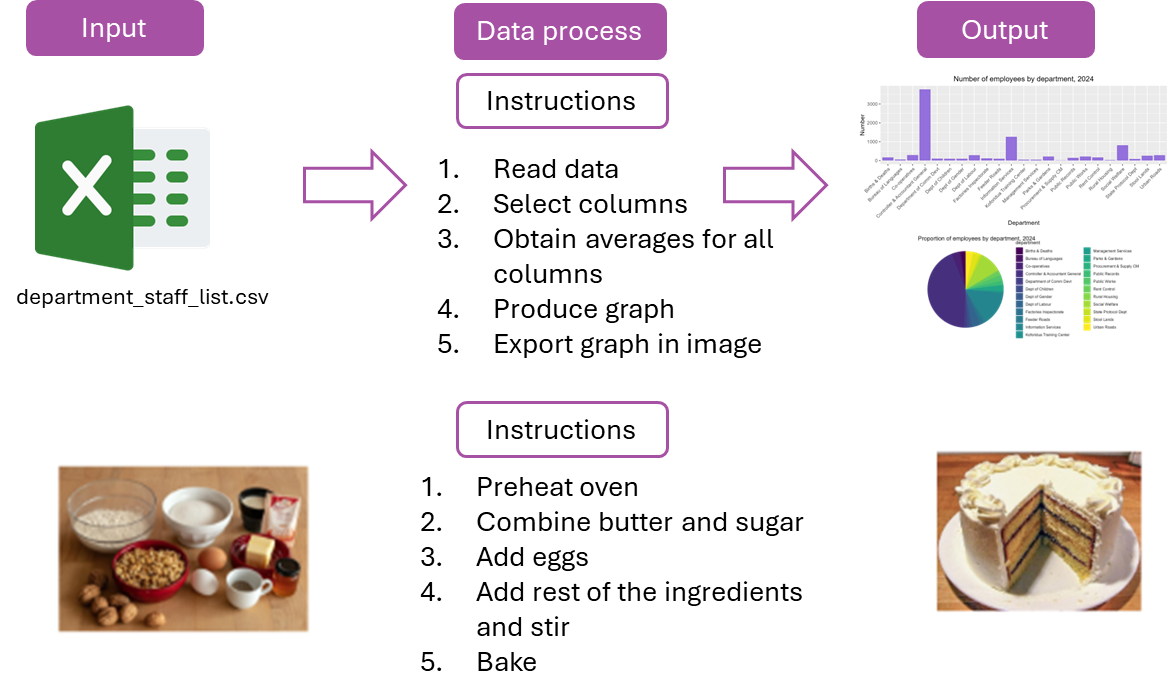 Input
Data process
Output
Instructions
1. Read data
2. Select columns
3. Obtain averages for all
columns
4. Produce graph
5. Export graph in image
X
department_staff_list.csv
Number of employees by department, 2024
Number
3000
2000
1000
0
Births & Deaths
Bureau of Languages
Co-operatives
Controller & Accountant General
Department of Comm Devt
Dept of Children
Dept of Gender
Dept of Labour
Factories Inspectorate
Feeder Roads
Information Services
Kofiridua Training Center
Management Services
Parks & Gardens
Procurement & Supply CM
Public Records
Public Works
Rent Control
Rural Housing
Social Welfare
State Protocol Dept
Stool Lands
Urban Roads
Department
Proportion of employees by department, 2024
department
Births & Deaths
Bureau of Languages
Co-operatives
Controller & Accountant General
Department of Comm Devt
Dept of Children
Dept of Gender
Dept of Labour
Factories Inspectorate
Feeder Roads
Information Services
Kofiridua Training Center
Management Services
Parks & Gardens
Procurement & Supply CM
Public Records
Public Works
Rent Control
Rural Housing
Social Welfare
State Protocol Dept
Stool Lands
Urban Roads
Instructions
1. Preheat oven
2. Combine butter and sugar
3. Add eggs
4. Add rest of the ingredients
and stir
5. Bake